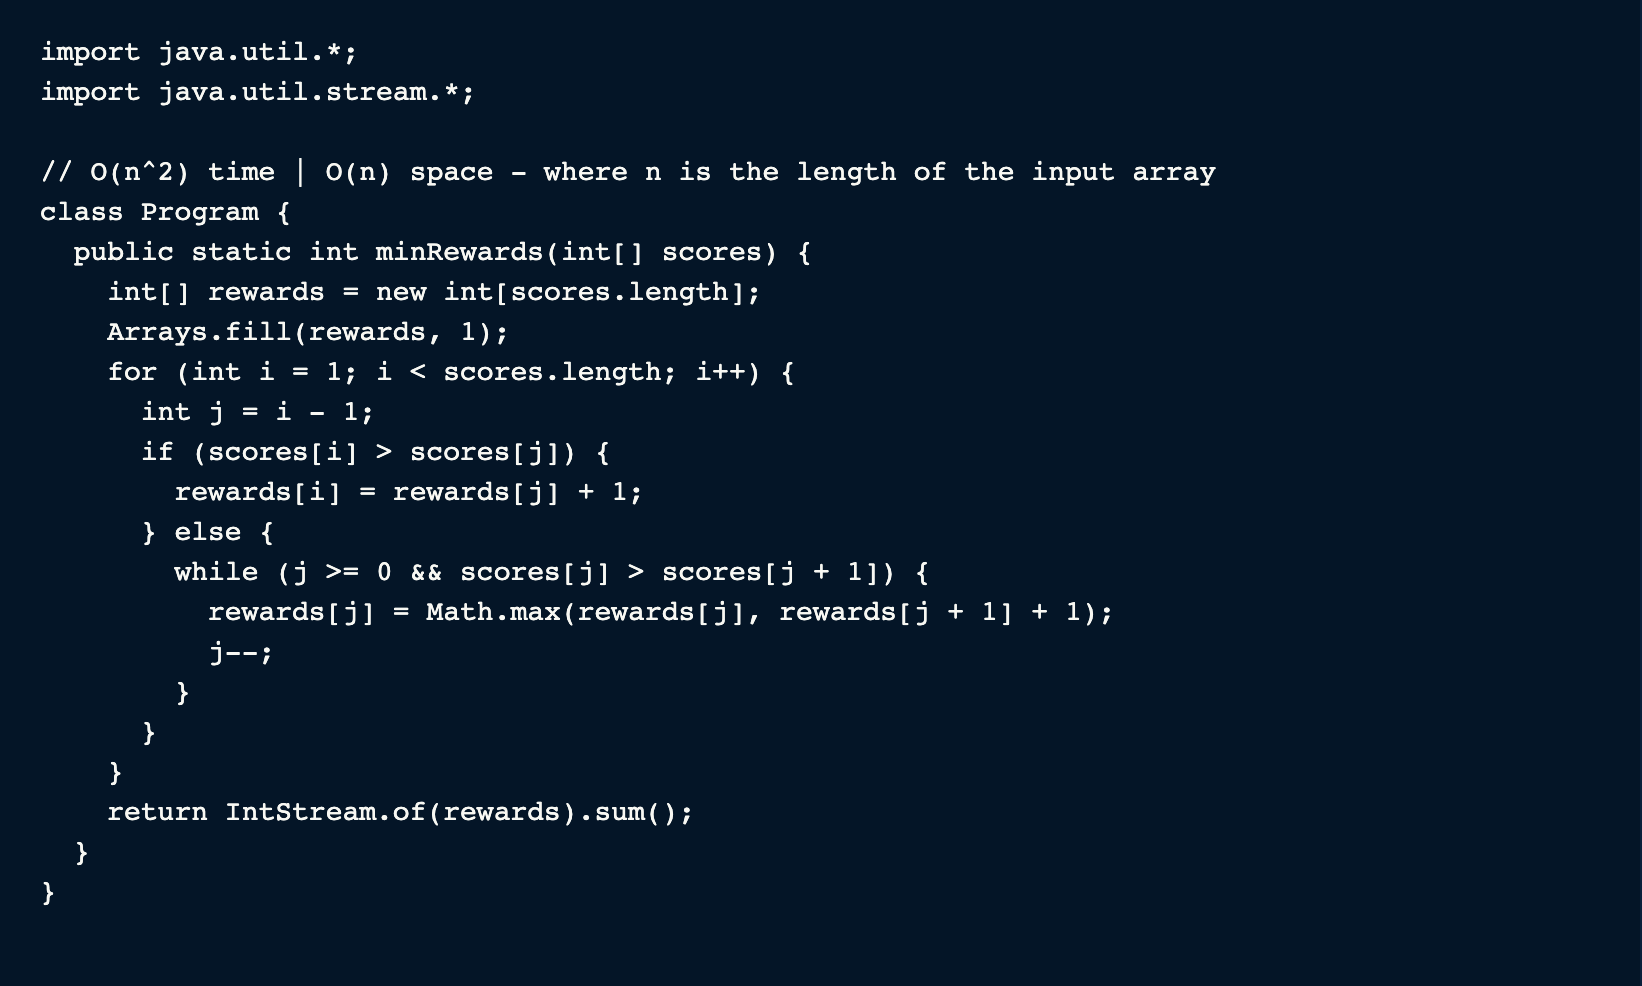 import java.util.*;
import java.util.stream.*;

// O(n^2) time | O(n) space – where n is the length of the input array
class Program {
  public static int minRewards(int[] scores) {
    int[] rewards = new int[scores.length];
    Arrays.fill(rewards, 1);
    for (int i = 1; i < scores.length; i++) {
      int j = i – 1;
      if (scores[i] > scores[j]) {
        rewards[i] = rewards[j] + 1;
      } else {
        while (j >= 0 && scores[j] > scores[j + 1]) {
          rewards[j] = Math.max(rewards[j], rewards[j + 1] + 1);
          j––;
        }
      }
    }
    return IntStream.of(rewards).sum();
  }
}